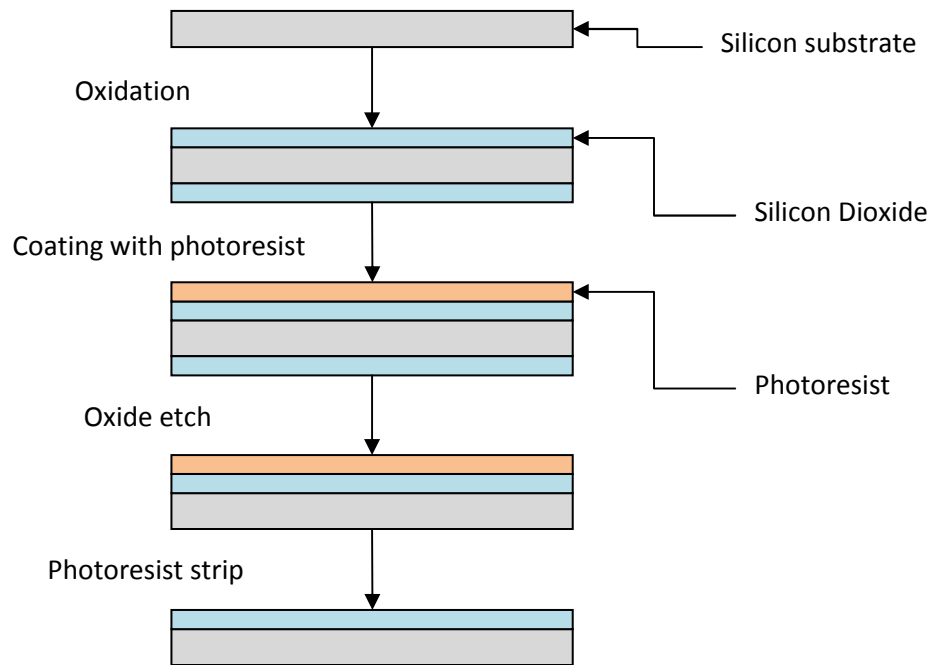 Silicon substrate
Oxidation
Silicon Dioxide
Coating with photoresist
Photoresist
Oxide etch
Photoresist strip